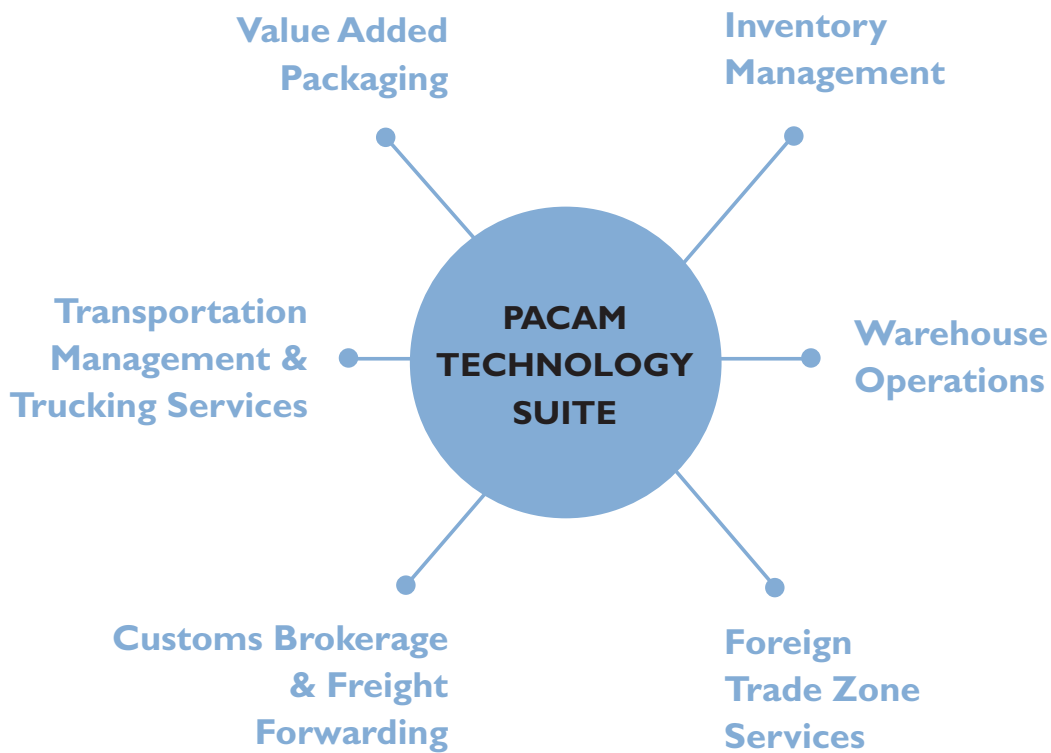 Value Added
Packaging
Inventory
Management
Transportation
Management &
Trucking Services
PACAM
TECHNOLOGY
SUITE
Warehouse
Operations
Customs Brokerage
& Freight
Forwarding
Foreign
Trade Zone
Services